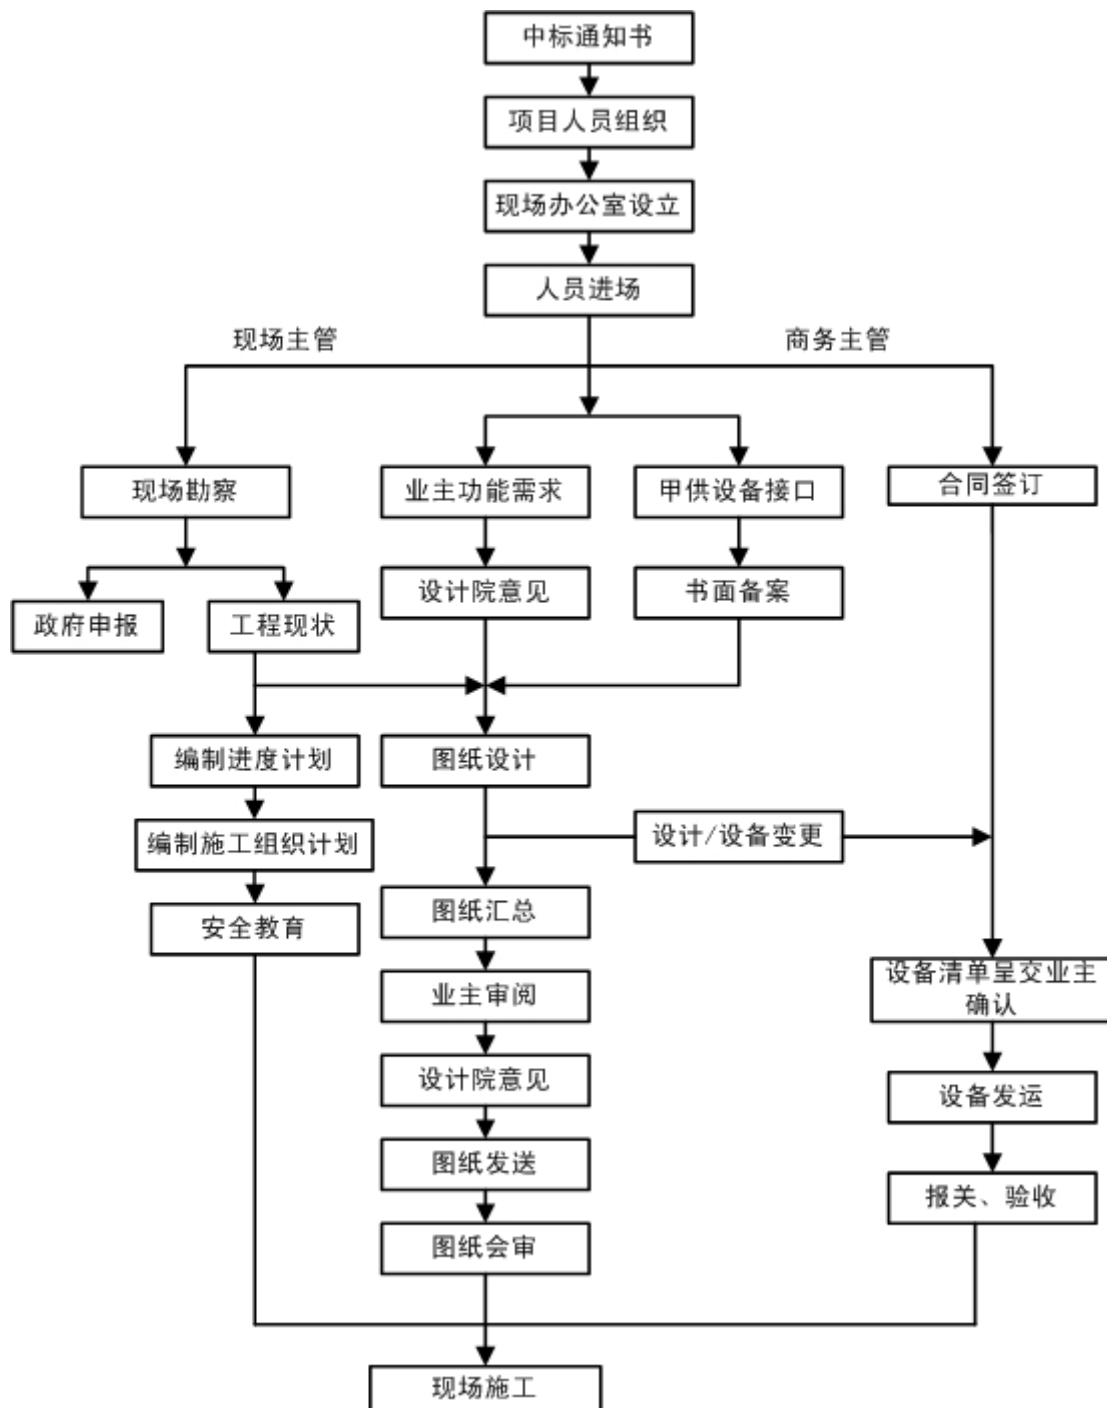 中标通知书
项目人员组织
现场办公室设立
人员进场
现场主管
商务主管
现场勘察
业主功能需求
甲供设备接口
合同签订
政府申报
工程现状
设计院意见
书面备案
编制进度计划
图纸设计
编制施工组织计划
设计/设备变更
安全教育
图纸汇总
业主审阅
设备清单呈交业主
确认
设计院意见
设备发运
图纸发送
报关、验收
图纸会审
现场施工